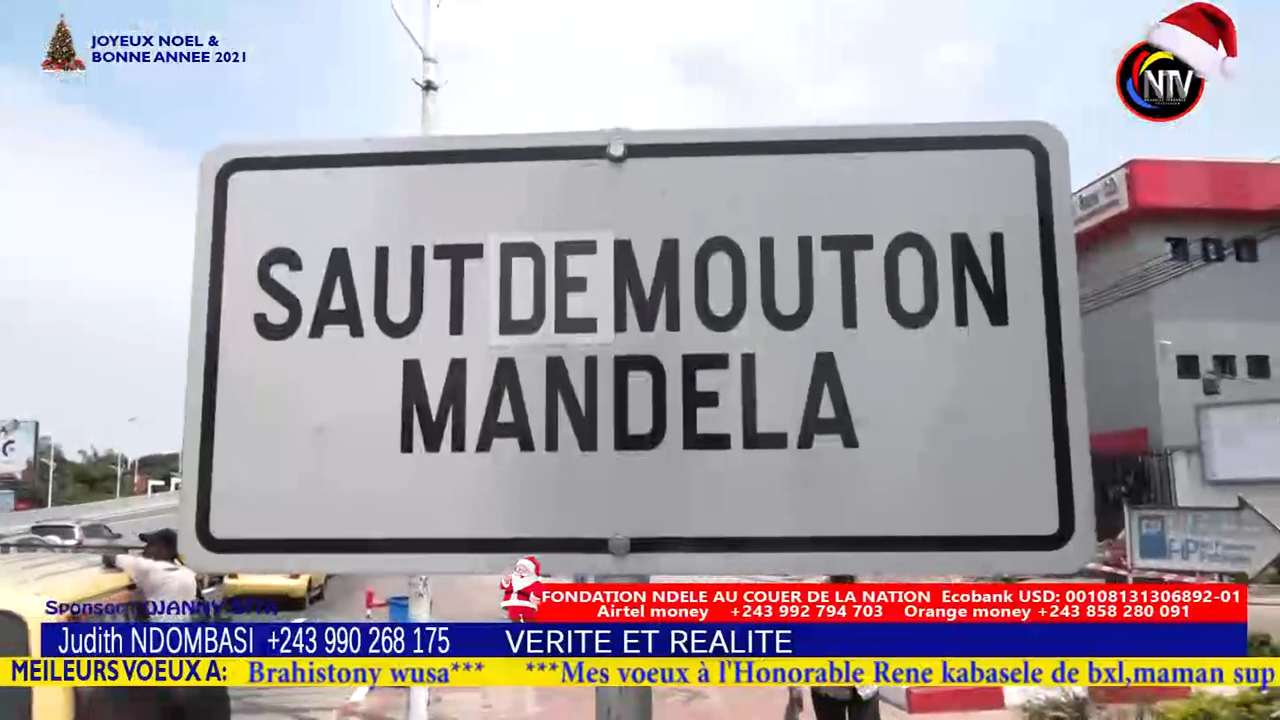 JOYEUX NOEL &
BONNE ANNEE 2021
NTV
SAUT DE MOUTON
MANDELA
FONDATION NDELE AU COUER DE LA NATION Ecobank USD: 00108131306892-01
Airtel money +243 992 794 703 Orange money +243 858 280 091
Judith NDOMBASI +243 990 268 175 VERITE ET REALITE
MEILEURS VOEUX A: Brahistony wusa*** ***Mes voeux à l'Honorable Rene kabasele de bxl,maman sup